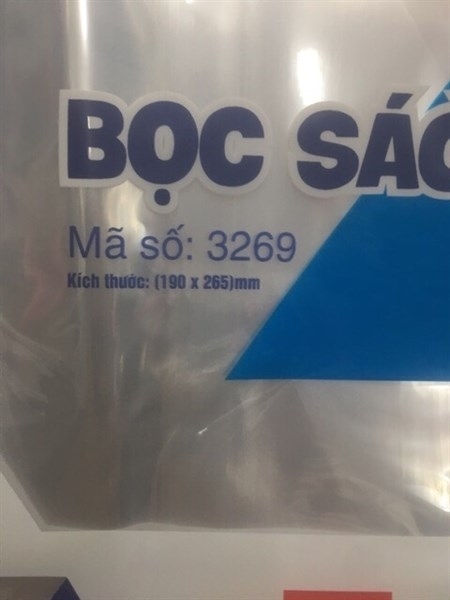 BỌC SÁC
Mã số: 3269
Kích thước: (190 x 265)mm